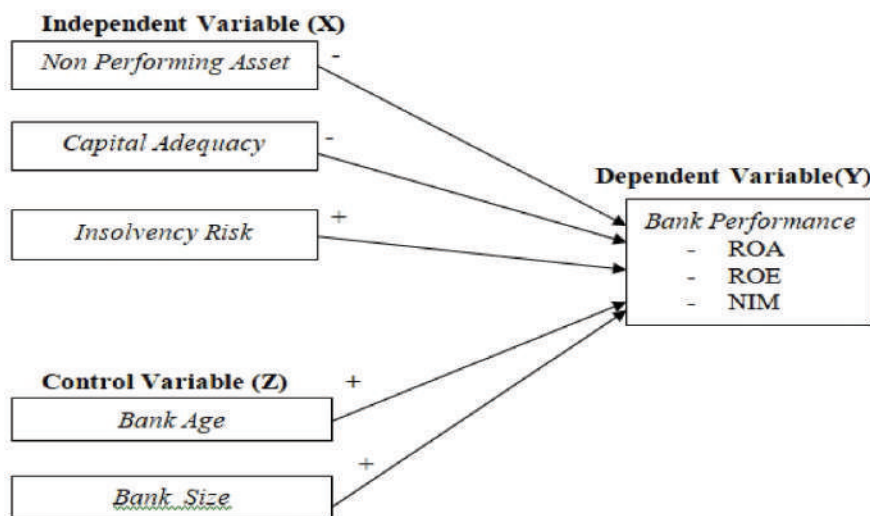 Independent Variable (X)
Non Performing Asset
-
Capital Adequacy
-
Insolvency Risk
+
Dependent Variable(Y)
Bank Performance
- ROA
- ROE
- NIM
Control Variable (Z)
+
Bank Age
+
Bank Size